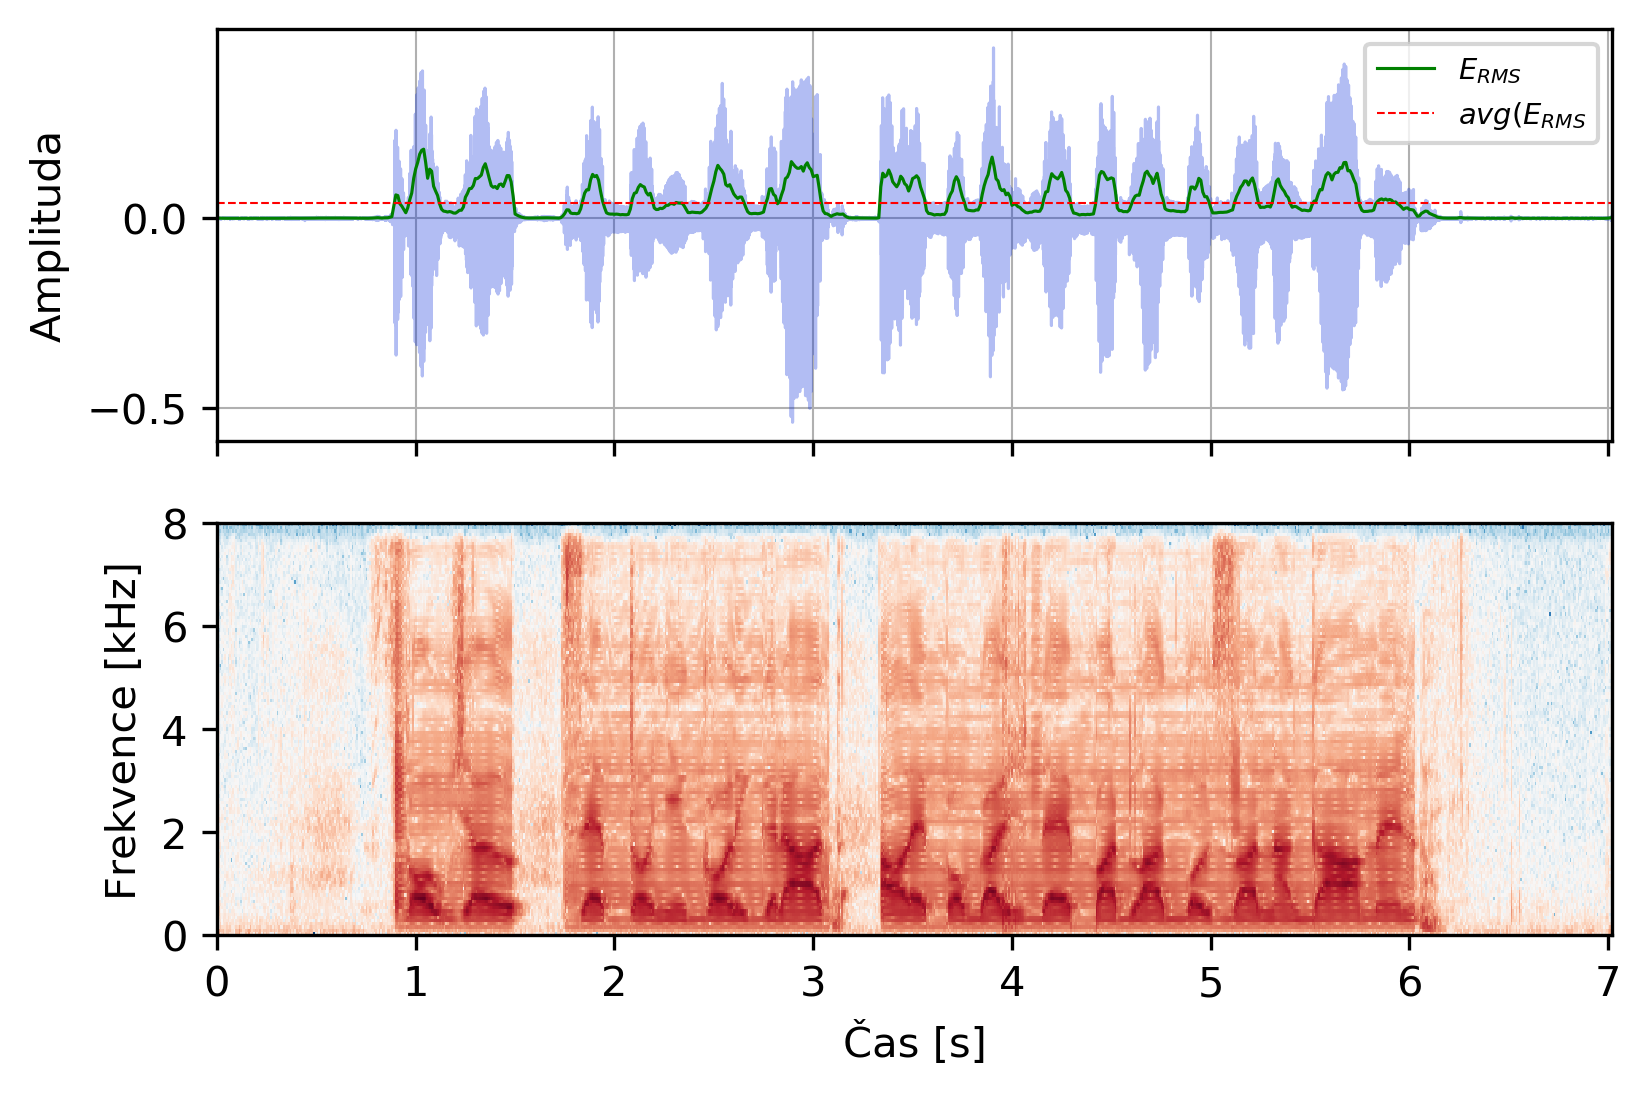 Amplituda
0.0
−0.5
E_RMS
avg(E_RMS
Frekvence [kHz]
8
6
4
2
0
0 1 2 3 4 5 6 7
Čas [s]